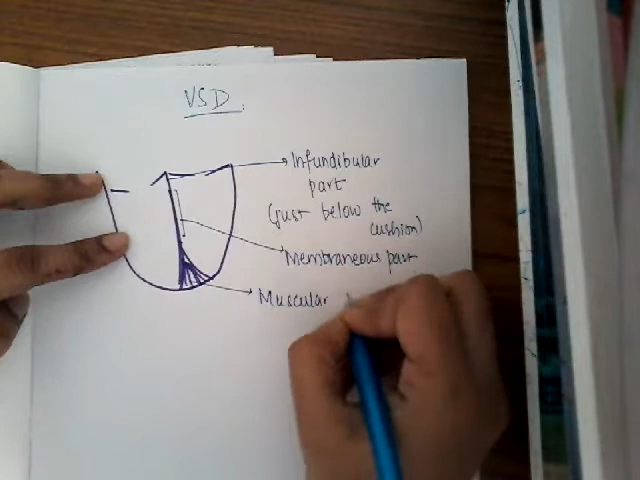 VSD
Infundibular
part
(just below the
cushion)
Membraneous part
Muscular